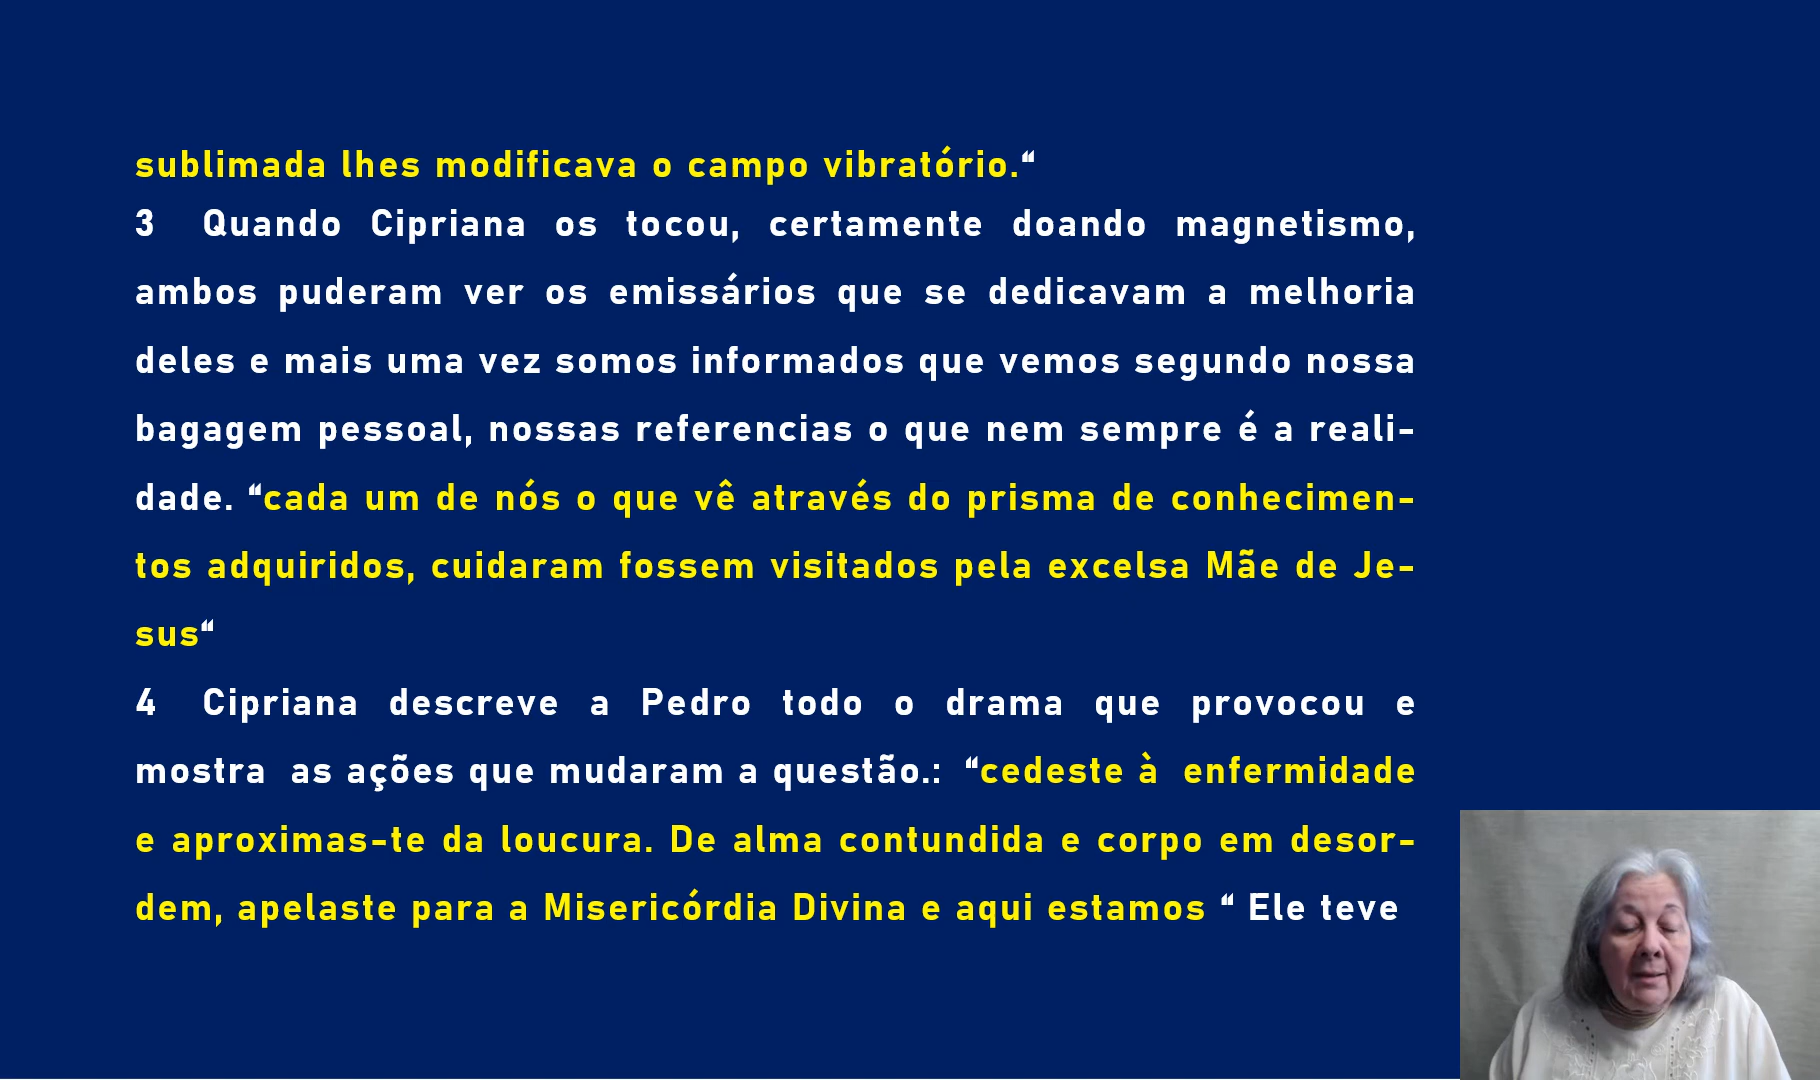 sublimada lhes modificava o campo vibratório.“
3 Quando Cipriana os tocou, certamente doando magnetismo,
ambos puderam ver os emissários que se dedicavam a melhoria
deles e mais uma vez somos informados que vemos segundo nossa
bagagem pessoal, nossas referencias o que nem sempre é a reali-
dade. “cada um de nós o que vê através do prisma de conhecimen-
tos adquiridos, cuidaram fossem visitados pela excelsa Mãe de Je-
sus“
4 Cipriana descreve a Pedro todo o drama que provocou e
mostra as ações que mudaram a questão.: “cedeste à enfermidade
e aproximas-te da loucura. De alma contundida e corpo em desor-
dem, apelaste para a Misericórdia Divina e aqui estamos “ Ele teve